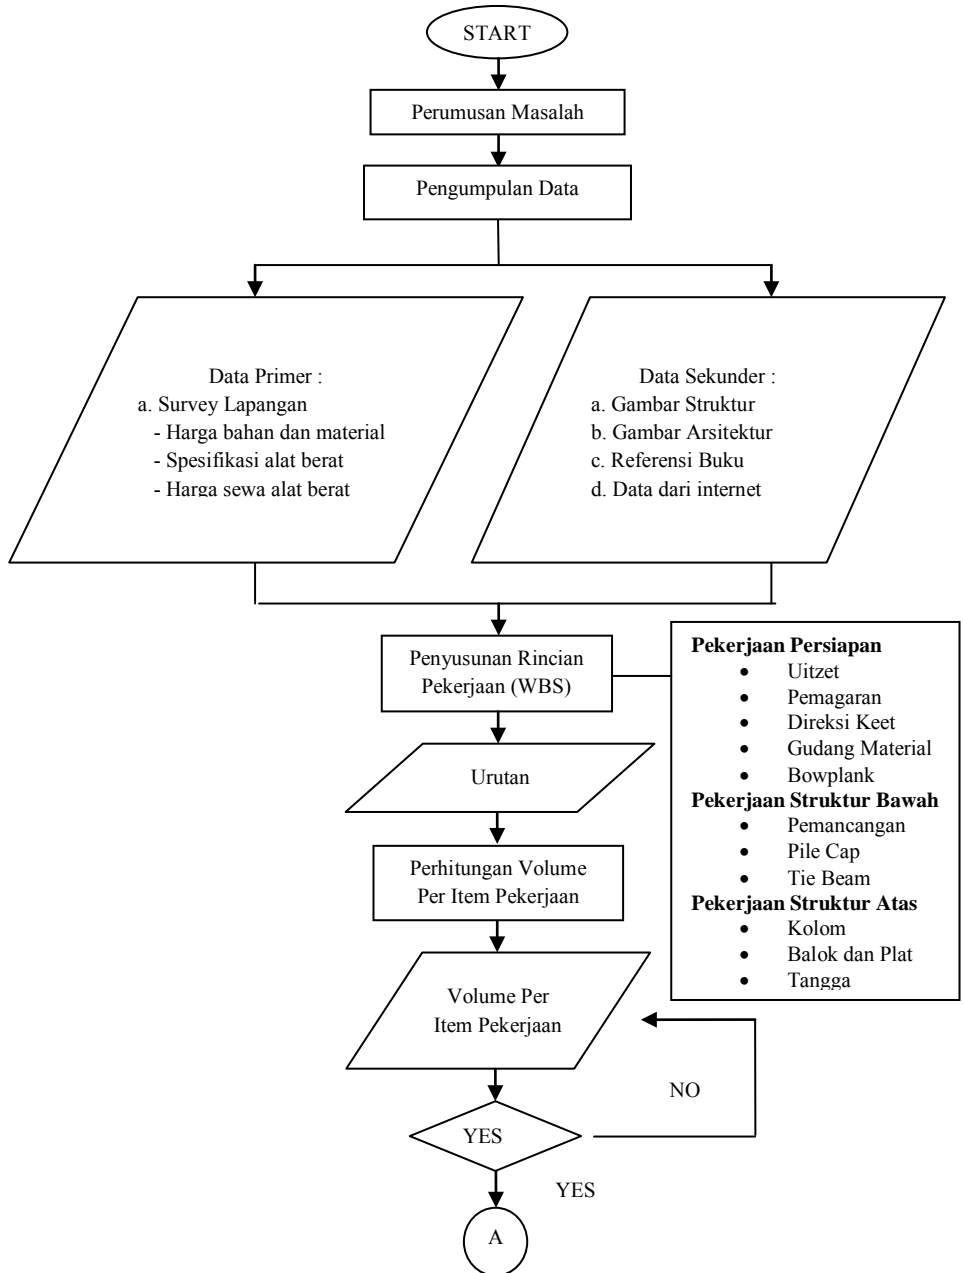 START
Perumusan Masalah
Pengumpulan Data
Data Primer :
a. Survey Lapangan
- Harga bahan dan material
- Spesifikasi alat berat
- Harga sewa alat berat
Data Sekunder :
a. Gambar Struktur
b. Gambar Arsitektur
c. Referensi Buku
d. Data dari internet
Penyusunan Rincian
Pekerjaan (WBS)
Pekerjaan Persiapan
• Uitzet
• Pemagaran
• Direksi Keet
• Gudang Material
• Bowplank
Pekerjaan Struktur Bawah
• Pemancangan
• Pile Cap
• Tie Beam
Pekerjaan Struktur Atas
• Kolom
• Balok dan Plat
• Tangga
Urutan
Perhitungan Volume
Per Item Pekerjaan
Volume Per
Item Pekerjaan
NO
YES
YES
A